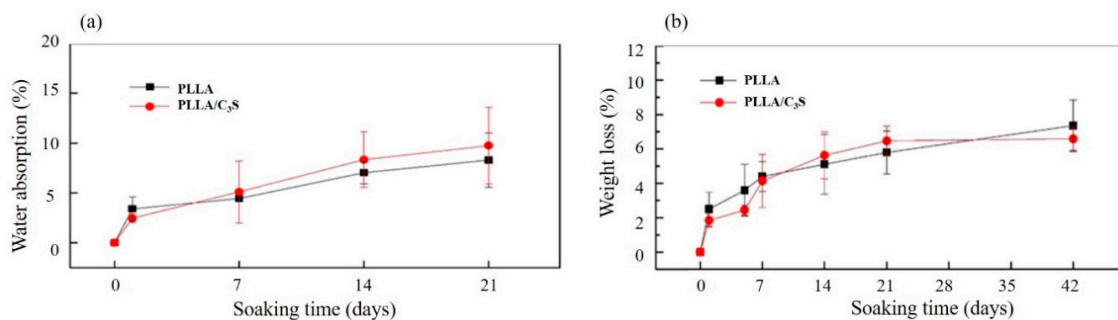 (a)
Water absorption (%)
20
15
10
5
0
PLLA
PLLA/C₃S
0 7 14 21
Soaking time (days)
(b)
Weight loss (%)
12
10
8
6
4
2
0
PLLA
PLLA/C₃S
0 7 14 21 28 35 42
Soaking time (days)